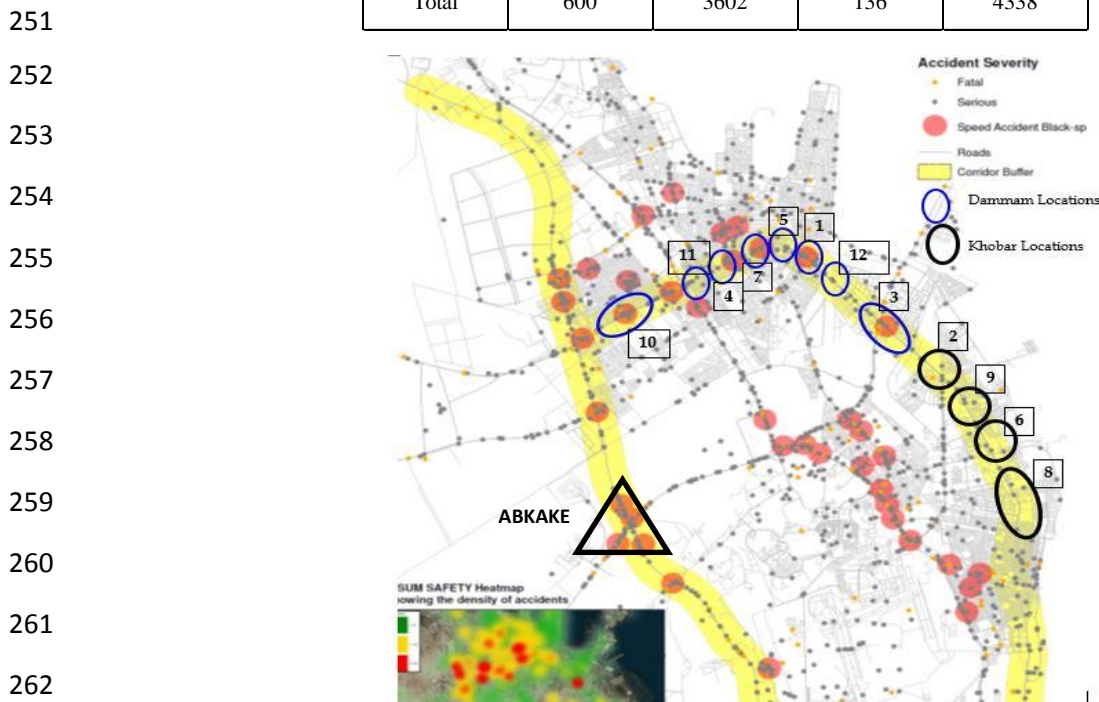 251
Total 600 3602 136 4338
252
253
254
255
256
257
258
259
260
261
262
Accident Severity
Fatal
Serious
Speed Accident Black-sp
Roads
Corridor Buffer
Dammam Locations
Khobar Locations
5
1
11
7
12
4
3
10
2
9
6
8
ABKAKE
SUM SAFETY Heatmap
owing the density of accidents